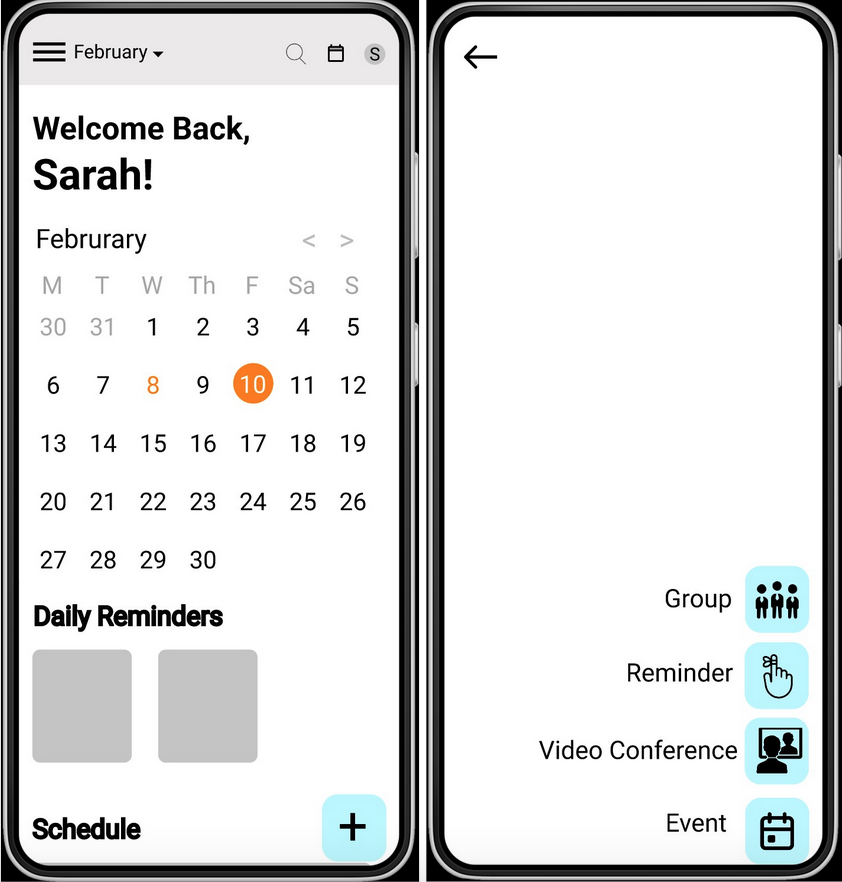 February
S
Welcome Back,
Sarah!
Februrary < >
M T W Th F Sa S
30 31 1 2 3 4 5
6 7 8 9 10 11 12
13 14 15 16 17 18 19
20 21 22 23 24 25 26
27 28 29 30
Daily Reminders
Schedule +
Group
Reminder
Video Conference
Event